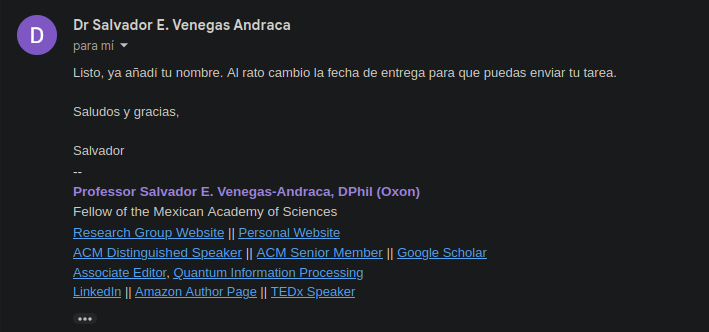 D
Dr Salvador E. Venegas Andraca
para mí
Listo, ya añadí tu nombre. Al rato cambio la fecha de entrega para que puedas enviar tu tarea.
Saludos y gracias,
Salvador
--
Professor Salvador E. Venegas-Andraca, DPhil (Oxon)
Fellow of the Mexican Academy of Sciences
Research Group Website || Personal Website
ACM Distinguished Speaker || ACM Senior Member || Google Scholar
Associate Editor, Quantum Information Processing
LinkedIn || Amazon Author Page || TEDx Speaker